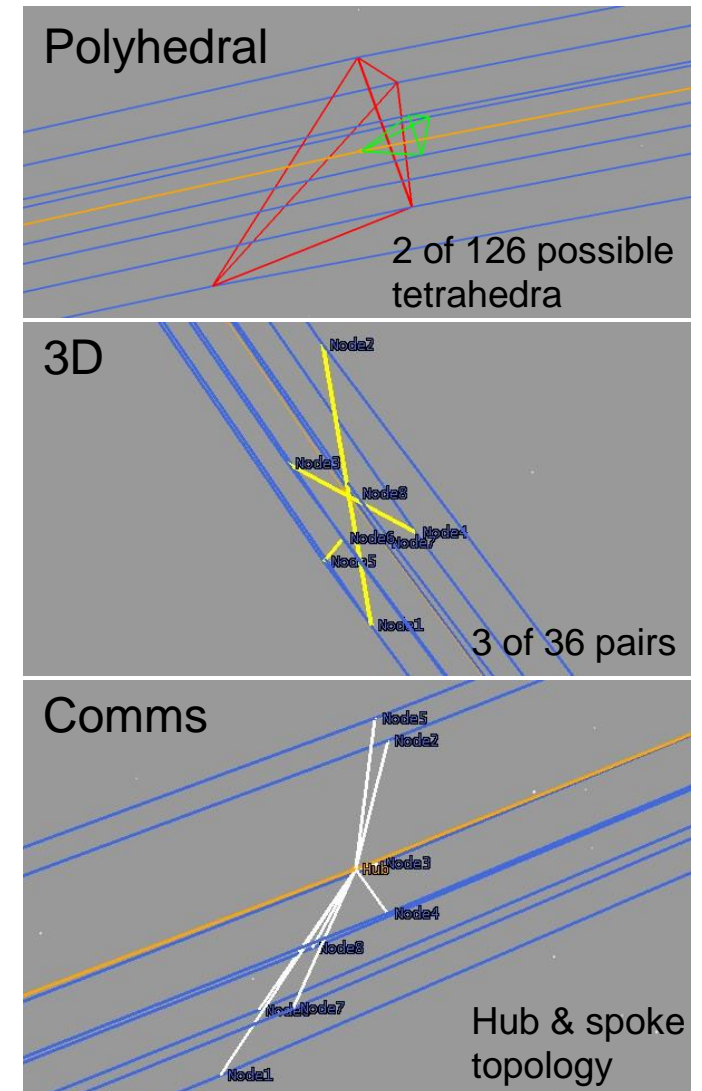 Polyhedral
2 of 126 possible
tetrahedra
3D
Node2
Node3
Node8
Node4
Node6
Node7
Node5
Node1
3 of 36 pairs
Comms
Node5
Node2
Hub
Node3
Node4
Node8
Node7
Node1
Hub & spoke
topology